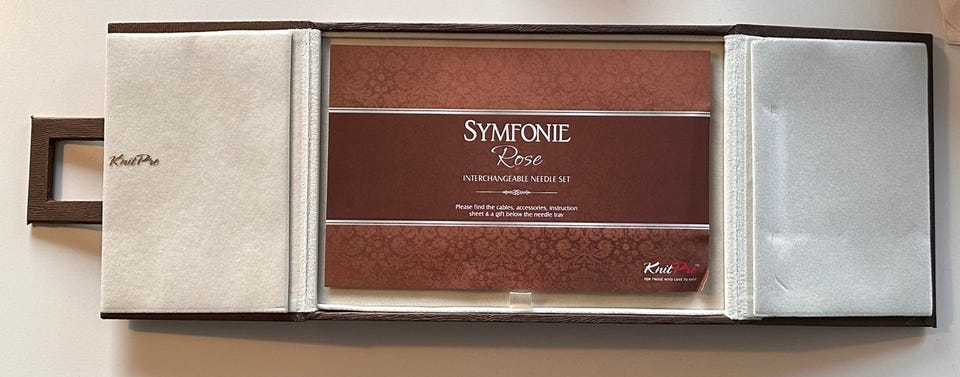 KnitPro
SYMFONIE
Rose
INTERCHANGEABLE NEEDLE SET
Please find the cables, accessories, instruction
sheet & a gift below the needle tray
KnitPro™
FOR THOSE WHO LOVE TO KNIT